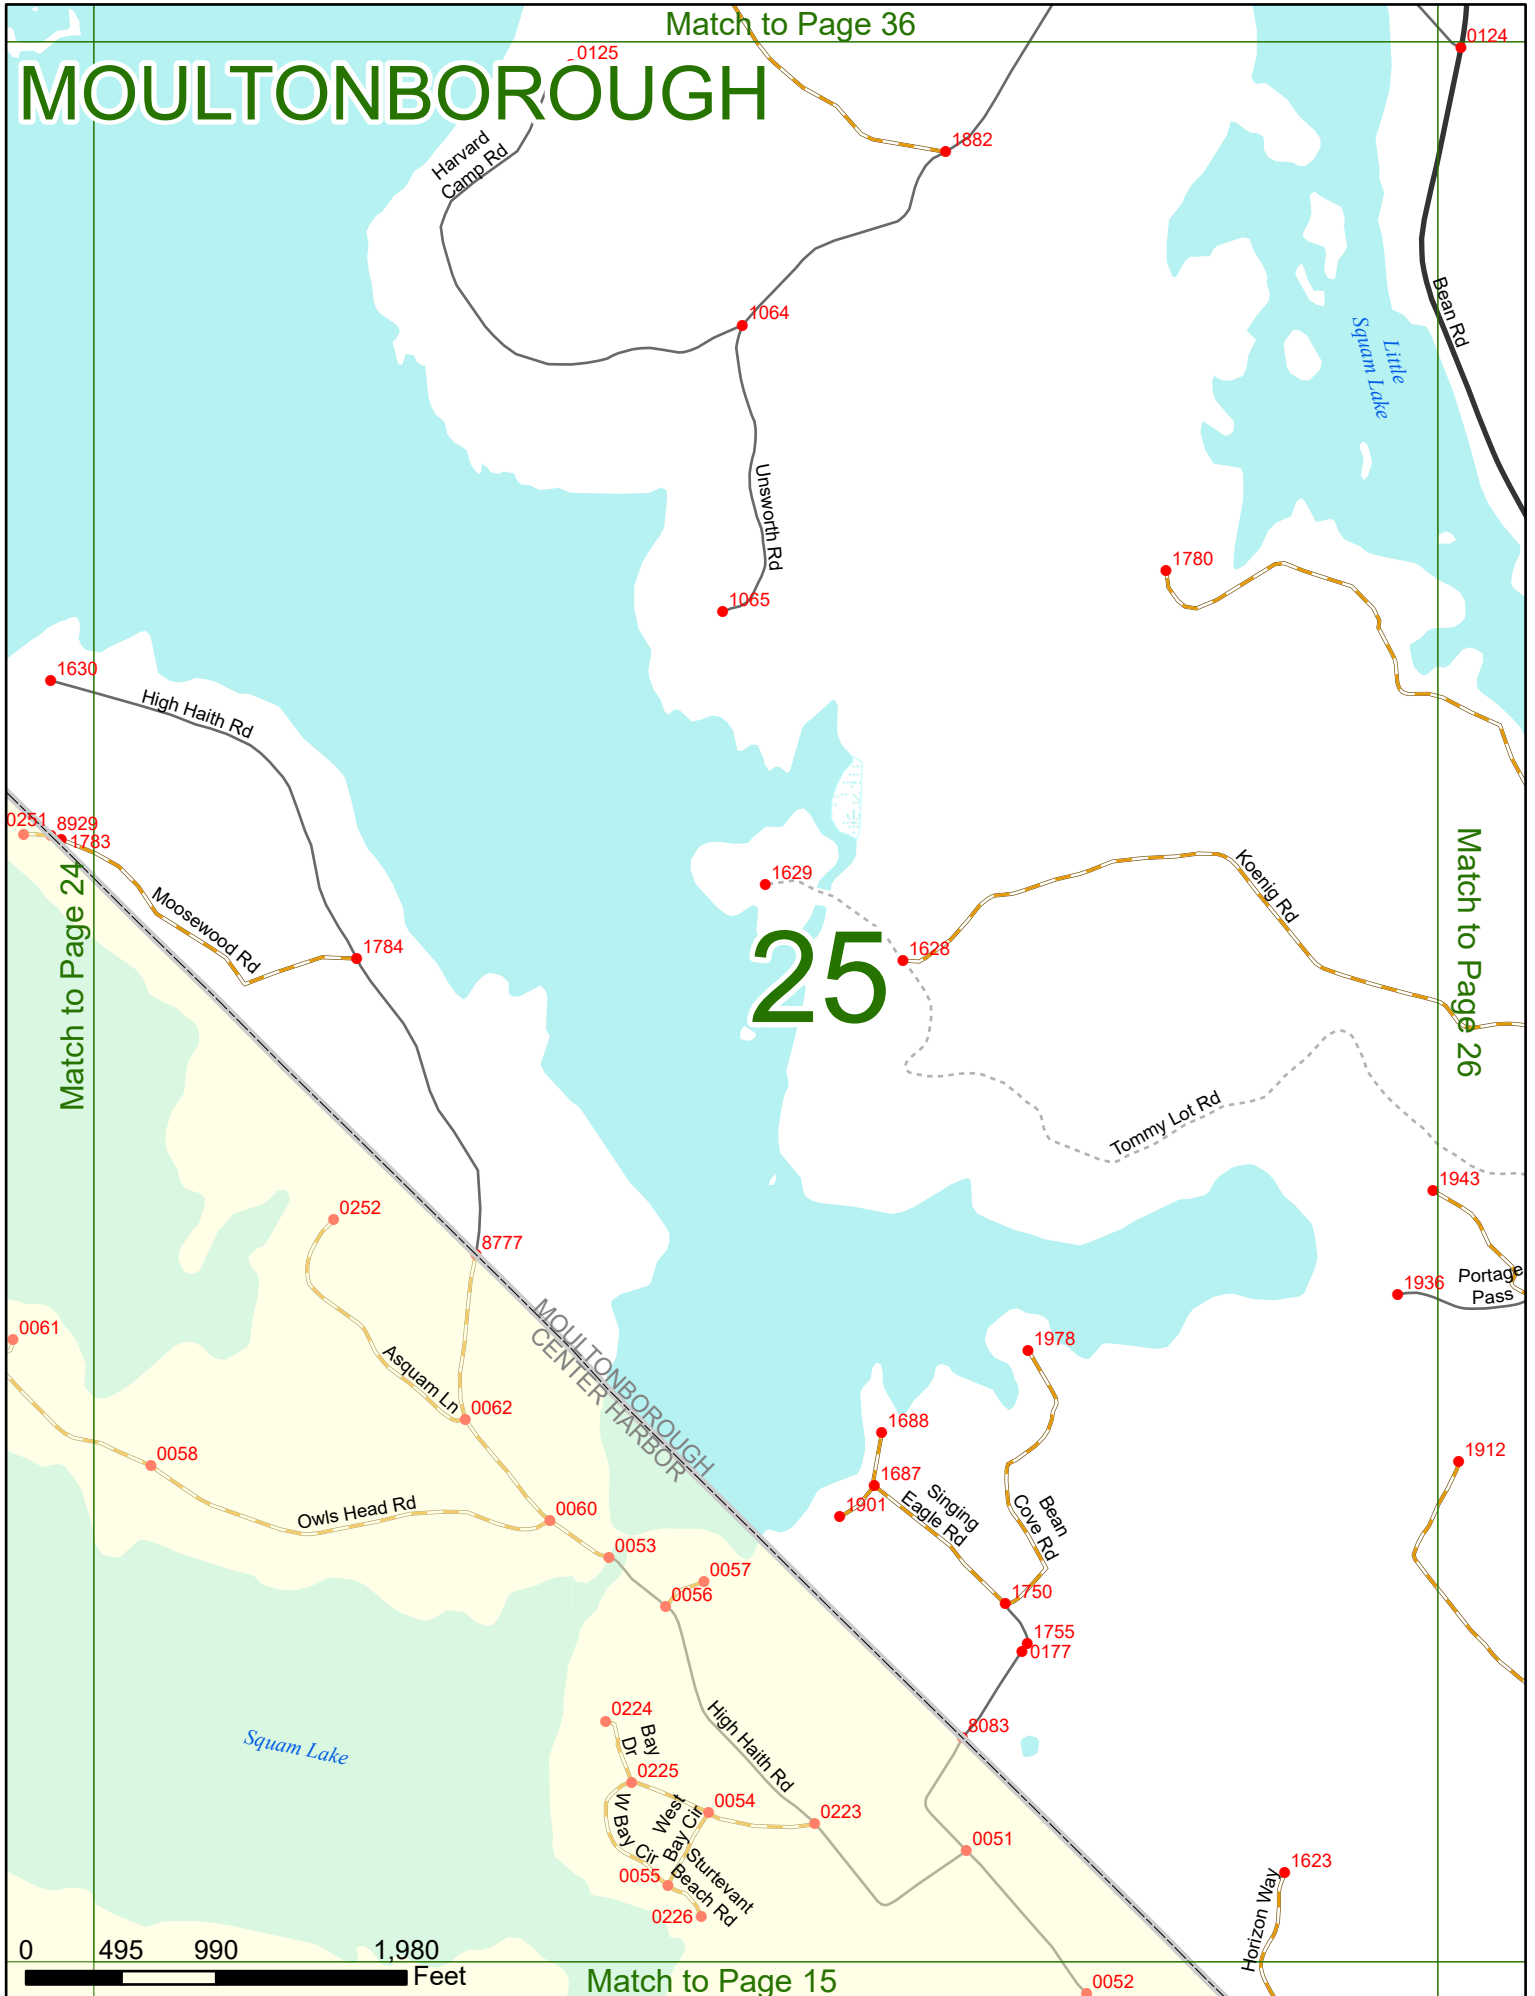 Match to Page 36
0124
0125
MOULTONBOROUGH
Harvard
Camp Rd
1882
Bean Rd
1064
Little
Squam Lake
Unsworth Rd
1780
1065
1630
High Haith Rd
0251
8929
1783
Match to Page 24
Moosewood Rd
1784
1629
25
1628
Koenig Rd
Match to Page 26
Tommy Lot Rd
1943
0252
8777
1936
Portage
Pass
MOULTONBOROUGH
CENTER HARBOR
0061
Asquam Ln
0062
1978
1688
0058
1687
1912
Owls Head Rd
0060
1901
Singing
Eagle Rd
Bean
Cove Rd
0053
0057
0056
1750
1755
0177
0224
Bay
Dr
High Haith Rd
8083
Squam Lake
0225
0054
0223
W
Bay Cir
West
Bay Cir
0051
0055
Sturtevant
Beach Rd
0226
1623
Horizon Way
0
495
990
1,980
Feet
Match to Page 15
0052